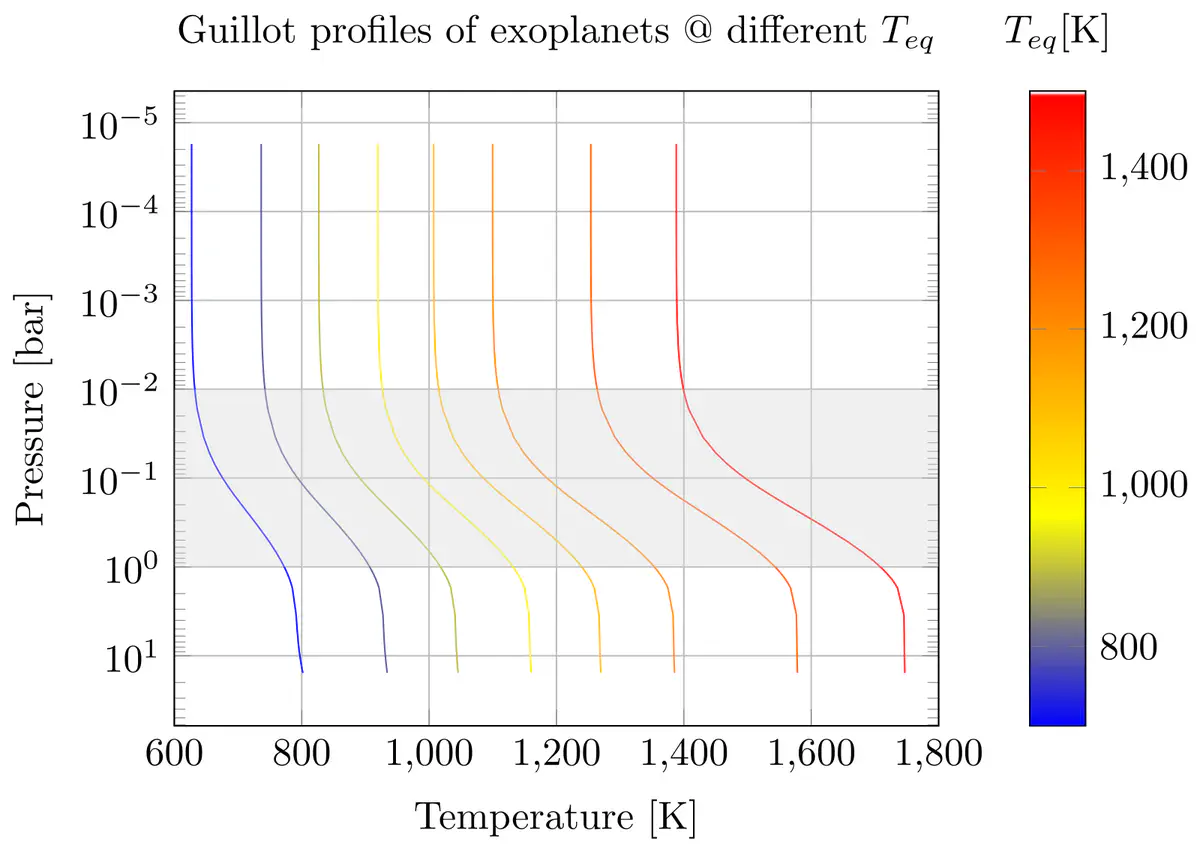 Guillot profiles of exoplanets @ different T_eq
T_eq[K]
10^−5
10^−4
10^−3
10^−2
10^−1
10^0
10^1
Pressure [bar]
600 800 1,000 1,200 1,400 1,600 1,800
Temperature [K]
1,400
1,200
1,000
800